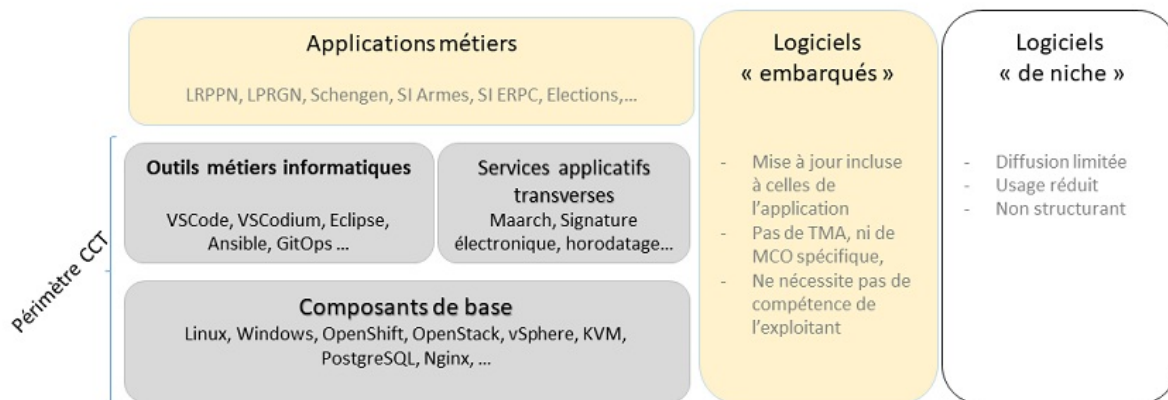 Applications métiers
LRPPN, LPRGN, Schengen, SI Armes, SI ERPC, Elections,...
Périmètre CCT
Outils métiers informatiques
VSCode, VSCodium, Eclipse,
Ansible, GitOps ...
Services applicatifs
transverses
Maarch, Signature
électronique, horodatage...
Composants de base
Linux, Windows, OpenShift, OpenStack, vSphere, KVM,
PostgreSQL, Nginx, ...
Logiciels
« embarqués »
- Mise à jour incluse
à celles de
l'application
- Pas de TMA, ni de
MCO spécifique,
- Ne nécessite pas de
compétence de
l'exploitant
Logiciels
« de niche »
- Diffusion limitée
- Usage réduit
- Non structurant